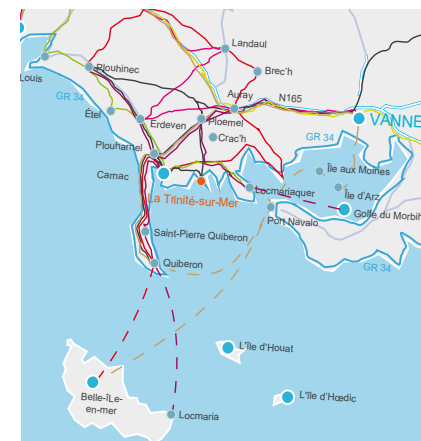 Landaul
Plouhinec
Brec'h
Louis
GR 34
Auray
N165
Étel
Erdeven
Ploemel
VANNE
Crac'h
GR 34
Plouharnel
Île aux Moines
Carnac
Locmariaquer
Île d'Arz
La Trinité-sur-Mer
Golfe du Morbih
Port Navalo
Saint-Pierre Quiberon
Quiberon
GR 34
L'île d'Houat
Belle-île-
en-mer
L'île d'Hœdic
Locmaria